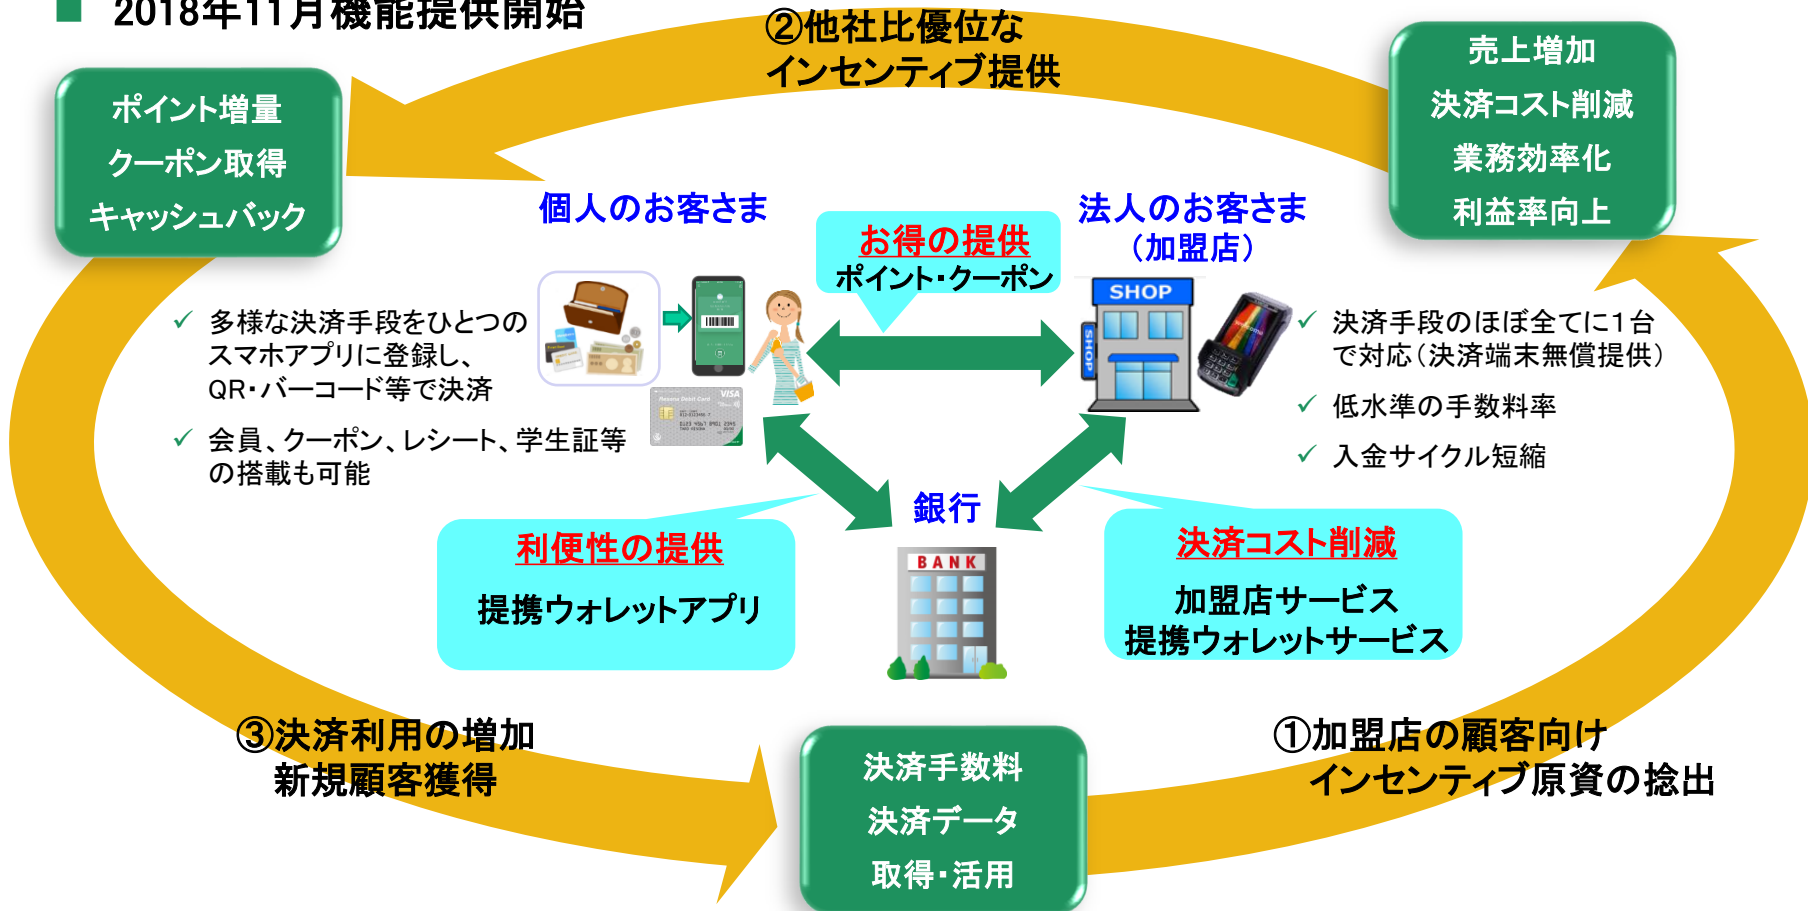 ■ 2018年11月機能提供開始
②他社比優位な
インセンティブ提供
ポイント増量
クーポン取得
キャッシュバック
売上増加
決済コスト削減
業務効率化
利益率向上
個人のお客さま
お得の提供
ポイント・クーポン
法人のお客さま
（加盟店）
SHOP
SHOP
✓ 多様な決済手段をひとつの
スマホアプリに登録し、
QR・バーコード等で決済
✓ 会員、クーポン、レシート、学生証等
の搭載も可能
VISA
✓ 決済手段のほぼ全てに１台
で対応（決済端末無償提供）
✓ 低水準の手数料率
✓ 入金サイクル短縮
銀行
BANK
利便性の提供
提携ウォレットアプリ
決済コスト削減
加盟店サービス
提携ウォレットサービス
③決済利用の増加
新規顧客獲得
決済手数料
決済データ
取得・活用
①加盟店の顧客向け
インセンティブ原資の捻出